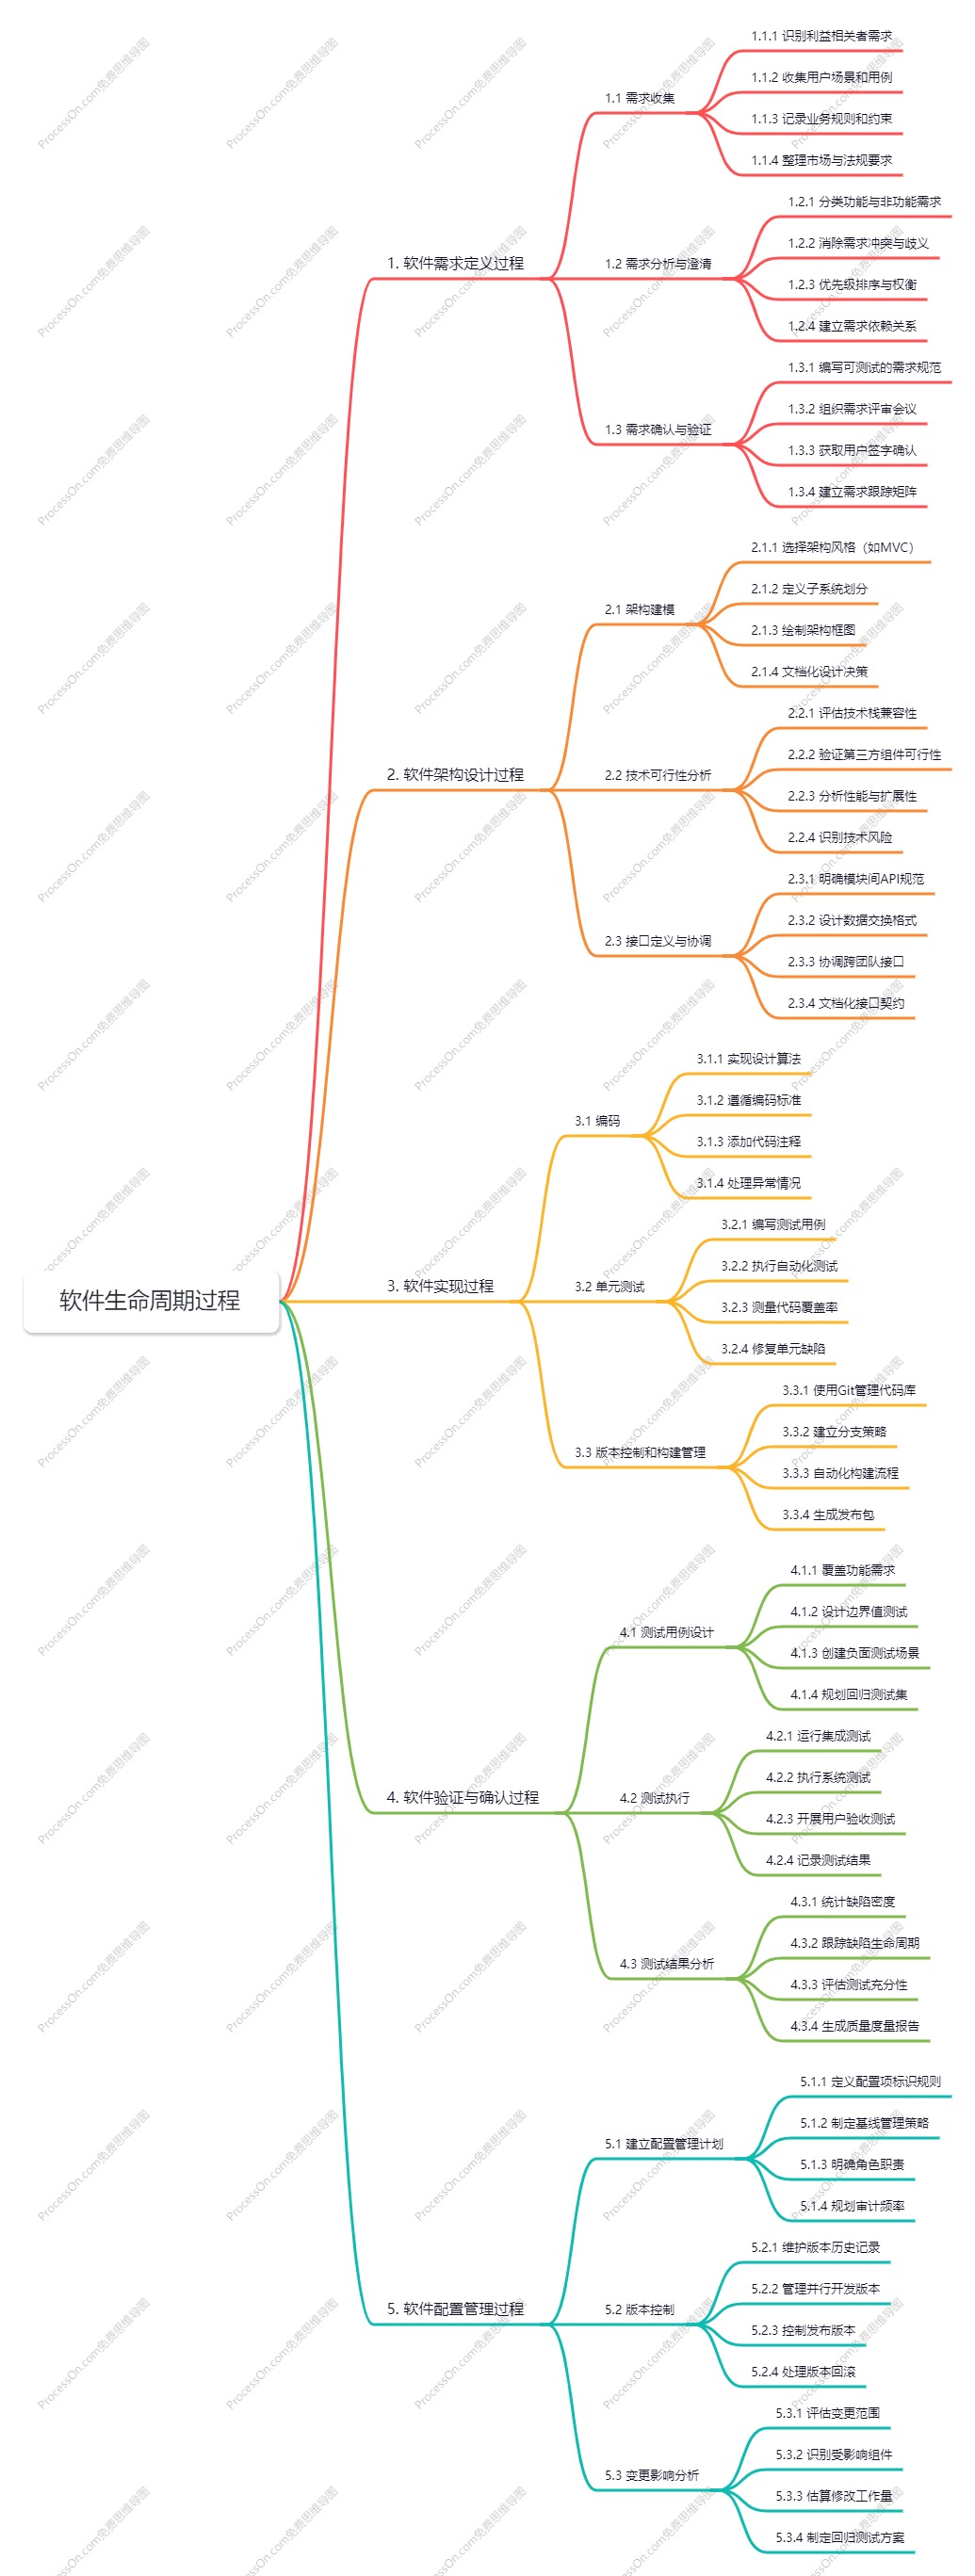 软件生命周期过程
1. 软件需求定义过程
1.1 需求收集
1.1.1 识别利益相关者需求
1.1.2 收集用户场景和用例
1.1.3 记录业务规则和约束
1.1.4 整理市场与法规要求
1.2 需求分析与澄清
1.2.1 分类功能与非功能需求
1.2.2 消除需求冲突与歧义
1.2.3 优先级排序与权衡
1.2.4 建立需求依赖关系
1.3 需求确认与验证
1.3.1 编写可测试的需求规范
1.3.2 组织需求评审会议
1.3.3 获取用户签字确认
1.3.4 建立需求跟踪矩阵
2. 软件架构设计过程
2.1 架构建模
2.1.1 选择架构风格（如MVC）
2.1.2 定义子系统划分
2.1.3 绘制架构框图
2.1.4 文档化设计决策
2.2 技术可行性分析
2.2.1 评估技术栈兼容性
2.2.2 验证第三方组件可行性
2.2.3 分析性能与扩展性
2.2.4 识别技术风险
2.3 接口定义与协调
2.3.1 明确模块间API规范
2.3.2 设计数据交换格式
2.3.3 协调跨团队接口
2.3.4 文档化接口契约
3. 软件实现过程
3.1 编码
3.1.1 实现设计算法
3.1.2 遵循编码标准
3.1.3 添加代码注释
3.1.4 处理异常情况
3.2 单元测试
3.2.1 编写测试用例
3.2.2 执行自动化测试
3.2.3 测量代码覆盖率
3.2.4 修复单元缺陷
3.3 版本控制和构建管理
3.3.1 使用Git管理代码库
3.3.2 建立分支策略
3.3.3 自动化构建流程
3.3.4 生成发布包
4. 软件验证与确认过程
4.1 测试用例设计
4.1.1 覆盖功能需求
4.1.2 设计边界值测试
4.1.3 创建负面测试场景
4.1.4 规划回归测试集
4.2 测试执行
4.2.1 运行集成测试
4.2.2 执行系统测试
4.2.3 开展用户验收测试
4.2.4 记录测试结果
4.3 测试结果分析
4.3.1 统计缺陷密度
4.3.2 跟踪缺陷生命周期
4.3.3 评估测试充分性
4.3.4 生成质量度量报告
5. 软件配置管理过程
5.1 建立配置管理计划
5.1.1 定义配置项标识规则
5.1.2 制定基线管理策略
5.1.3 明确角色职责
5.1.4 规划审计频率
5.2 版本控制
5.2.1 维护版本历史记录
5.2.2 管理并行开发版本
5.2.3 控制发布版本
5.2.4 处理版本回滚
5.3 变更影响分析
5.3.1 评估变更范围
5.3.2 识别受影响组件
5.3.3 估算修改工作量
5.3.4 制定回归测试方案
ProcessOn.com免费思维导图